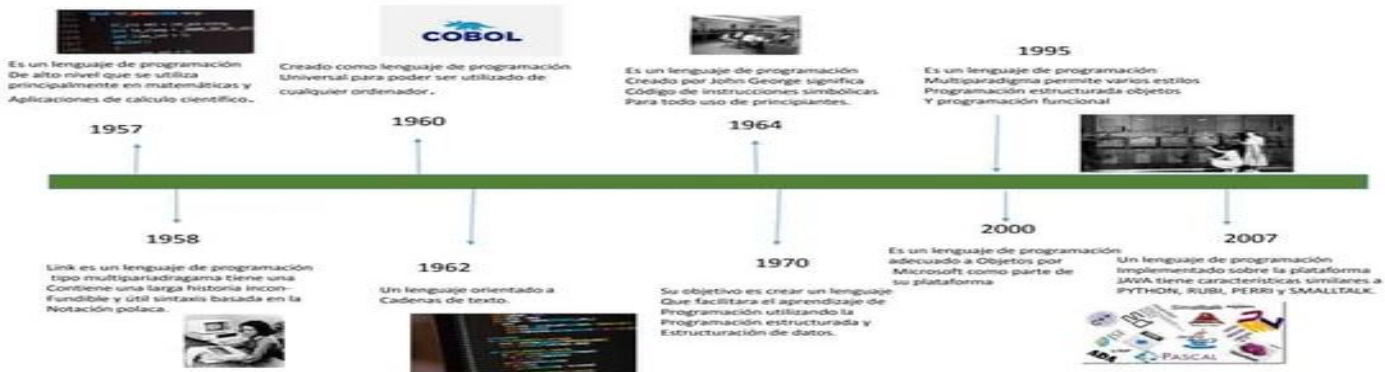 Es un lenguaje de programación
De alto nivel que se utiliza
principalmente en matemáticas y
Aplicaciones de calculo científico.
1957
COBOL
Creado como lenguaje de programación
Universal para poder ser utilizado de
cualquier ordenador.
1960
Es un lenguaje de programación
Creado por John George significa
Código de instrucciones simbólicas
Para todo uso de principiantes.
1964
1995
Es un lenguaje de programación
Multiparadigma permite varios estilos
Programación estructurada objetos
Y programación funcional
1958
Link es un lenguaje de programación
tipo multipariadragama tiene una
Contiene una larga historia incon-
Fundible y útil sintaxis basada en la
Notación polaca.
1962
Un lenguaje orientado a
Cadenas de texto.
1970
Su objetivo es crear un lenguaje
Que facilitara el aprendizaje de
Programación utilizando la
Programación estructurada y
Estructuración de datos.
2000
Es un lenguaje de programación
adecuado a Objetos por
Microsoft como parte de
su plataforma
2007
Un lenguaje de programación
Implementado sobre la plataforma
JAVA tiene características similanes a
PYTHON, RUBI, PERRI y SMALLTALK.
ADA
PASCAL